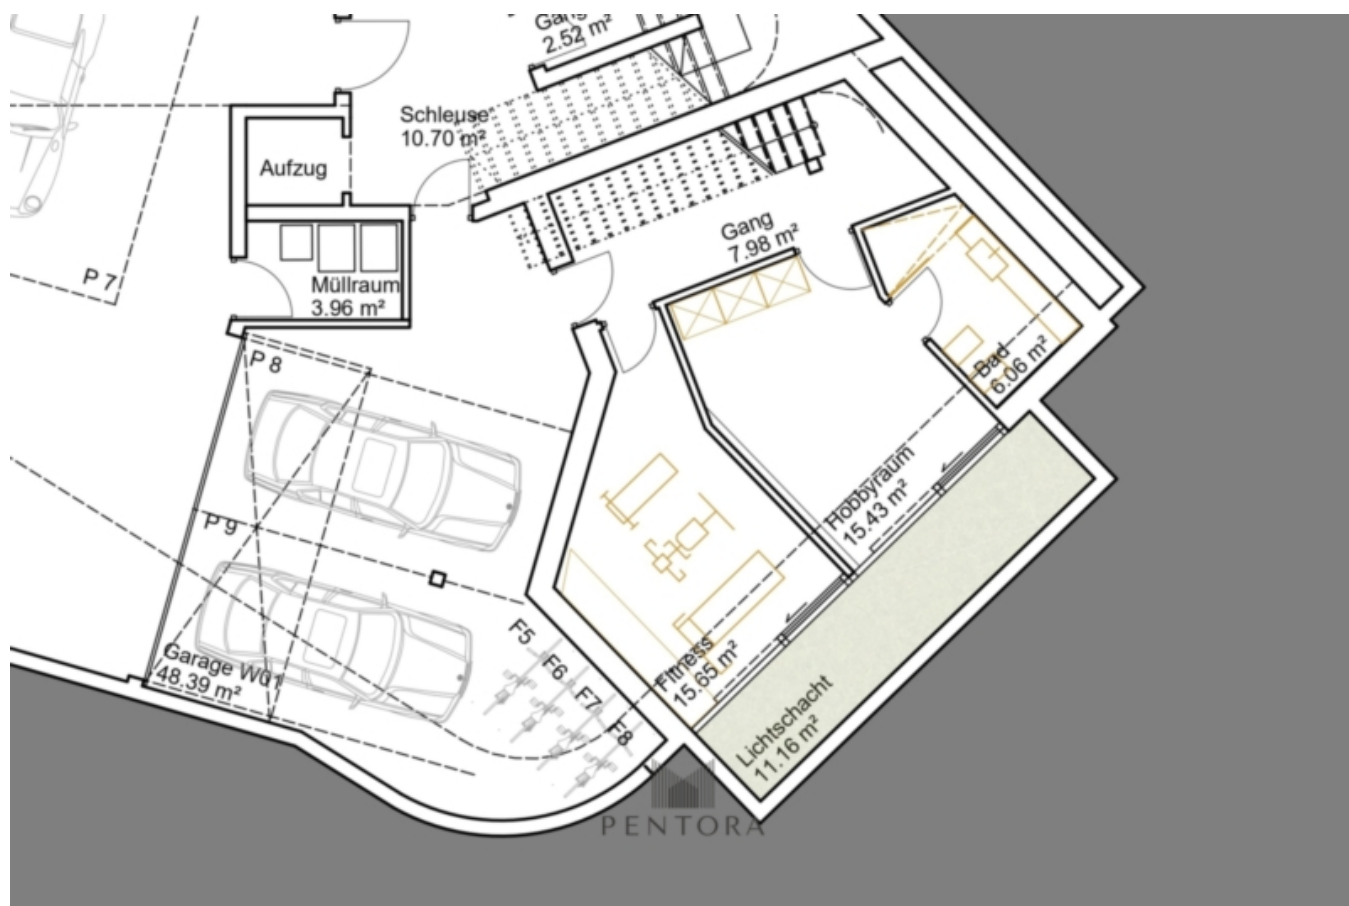 Gang
2.52 m²
Schleuse
10.70 m²
Aufzug
Gang
7.98 m²
P 7
Müllraum
3.96 m²
P 8
Bad
6.06 m²
Hobbyraum
15.43 m²
P 9
F5
F6
F7
F8
Garage W01
48.39 m²
Fitness
15.65 m²
Lichtschacht
11.16 m²
PENTORA